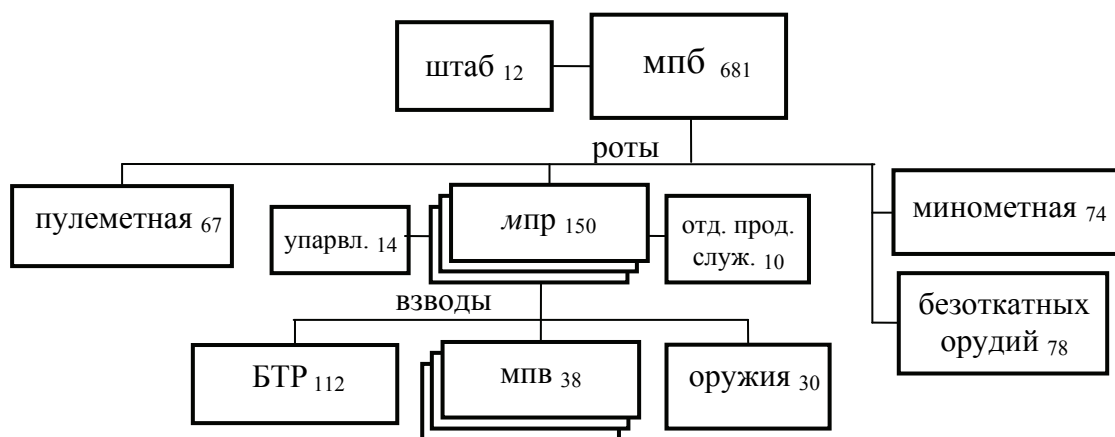 штаб 12
мпб 681
роты
пулеметная 67
упарвл. 14
мпр 150
отд. прод.
служ. 10
минометная 74
безоткатных
орудий 78
взводы
БТР 112
мпв 38
оружия 30